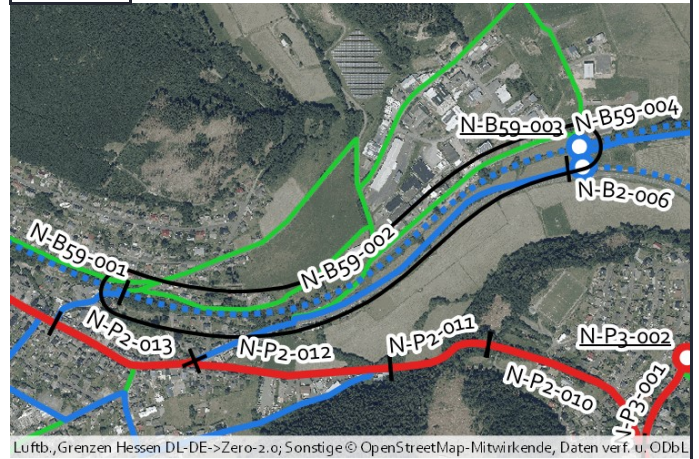 N-B59-003
N-B59-004
N-B2-006
N-B59-001
N-B59-002
N-P2-013
N-P2-012
N-P2-011
N-P3-002
N-P2-010
N-P3-001
Luftb.,Grenzen Hessen DL-DE->Zero-2.0; Sonstige © OpenStreetMap-Mitwirkende, Daten verf. u. ODbL